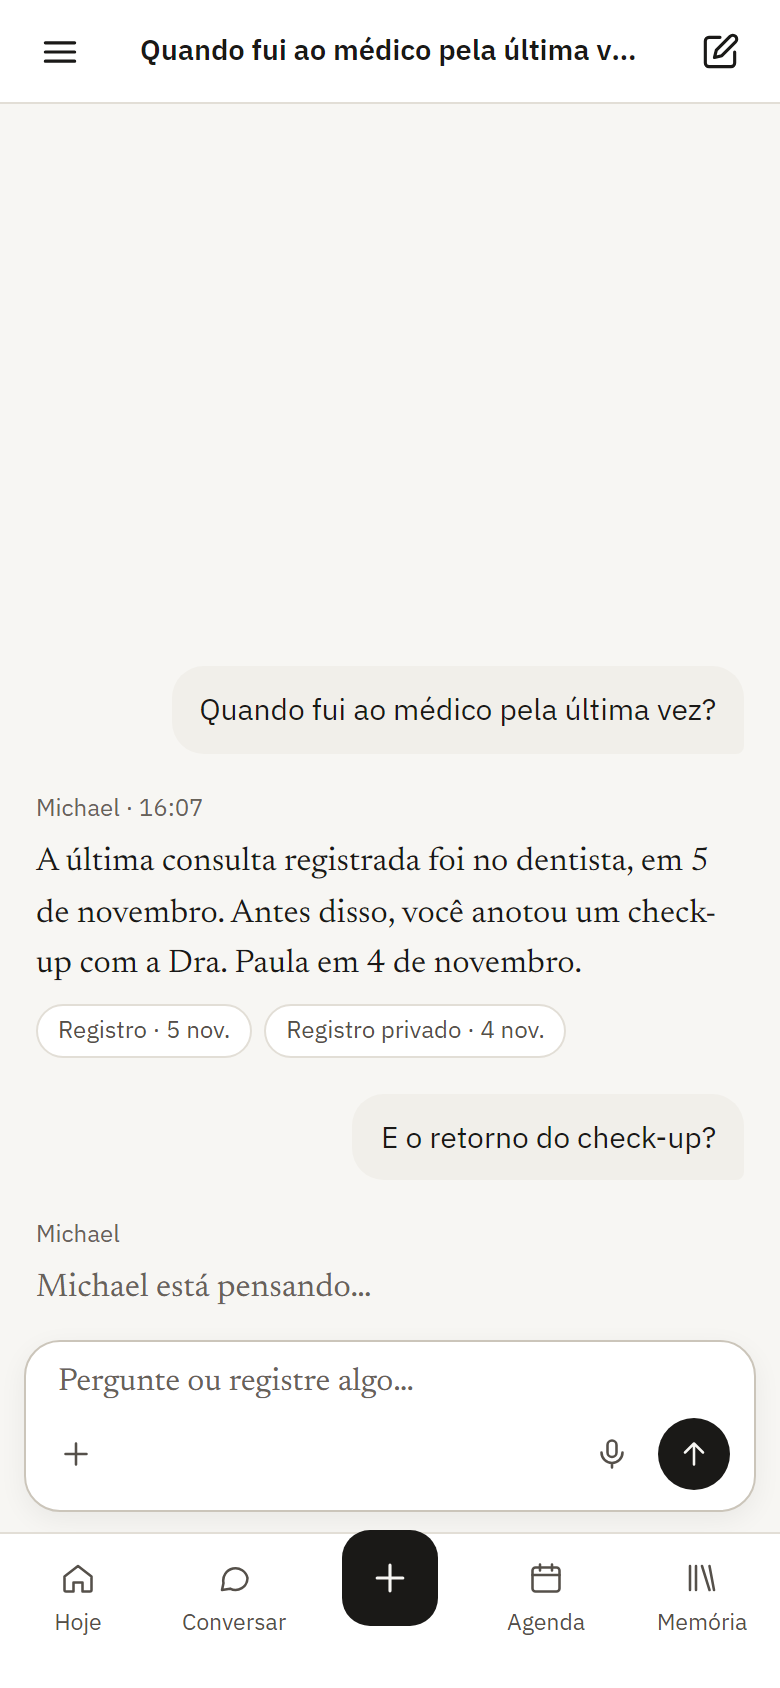 Quando fui ao médico pela última v...
Quando fui ao médico pela última vez?
Michael · 16:07
A última consulta registrada foi no dentista, em 5
de novembro. Antes disso, você anotou um check-
up com a Dra. Paula em 4 de novembro.
Registro · 5 nov.
Registro privado · 4 nov.
E o retorno do check-up?
Michael
Michael está pensando...
Pergunte ou registre algo...
Hoje
Conversar
Agenda
Memória